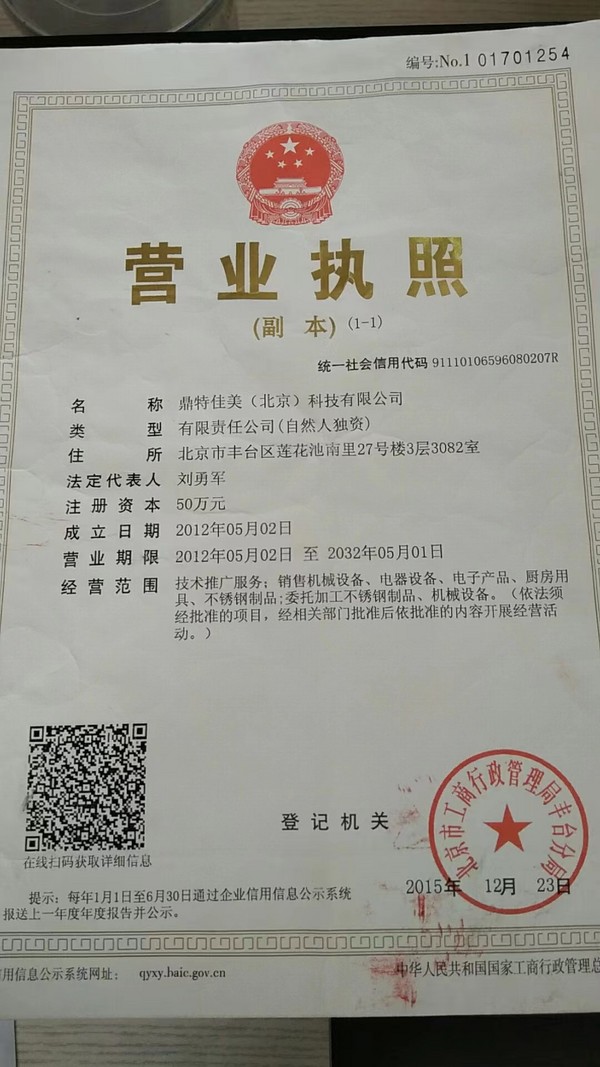 编号:No.1 01701254
营业执照
(副 本) (1-1)
统一社会信用代码 91110106596080207R
名 称 鼎特佳美（北京）科技有限公司
类 型 有限责任公司(自然人独资)
住 所 北京市丰台区莲花池南里27号楼3层3082室
法定代表人 刘勇军
注册资本 50万元
成立日期 2012年05月02日
营业期限 2012年05月02日 至 2032年05月01日
经营范围 技术推广服务；销售机械设备、电器设备、电子产品、厨房用
具、不锈钢制品;委托加工不锈钢制品、机械设备。（依法须
经批准的项目，经相关部门批准后依批准的内容开展经营活
动。）
在线扫码获取详细信息
登记机关
北京市工商行政管理局丰台分局
2015年 12月 23日
提示：每年1月1日至6月30日通过企业信用信息公示系统
报送上一年度年度报告并公示。
用信息公示系统网址： qyxy.baic.gov.cn
中华人民共和国国家工商行政管理总